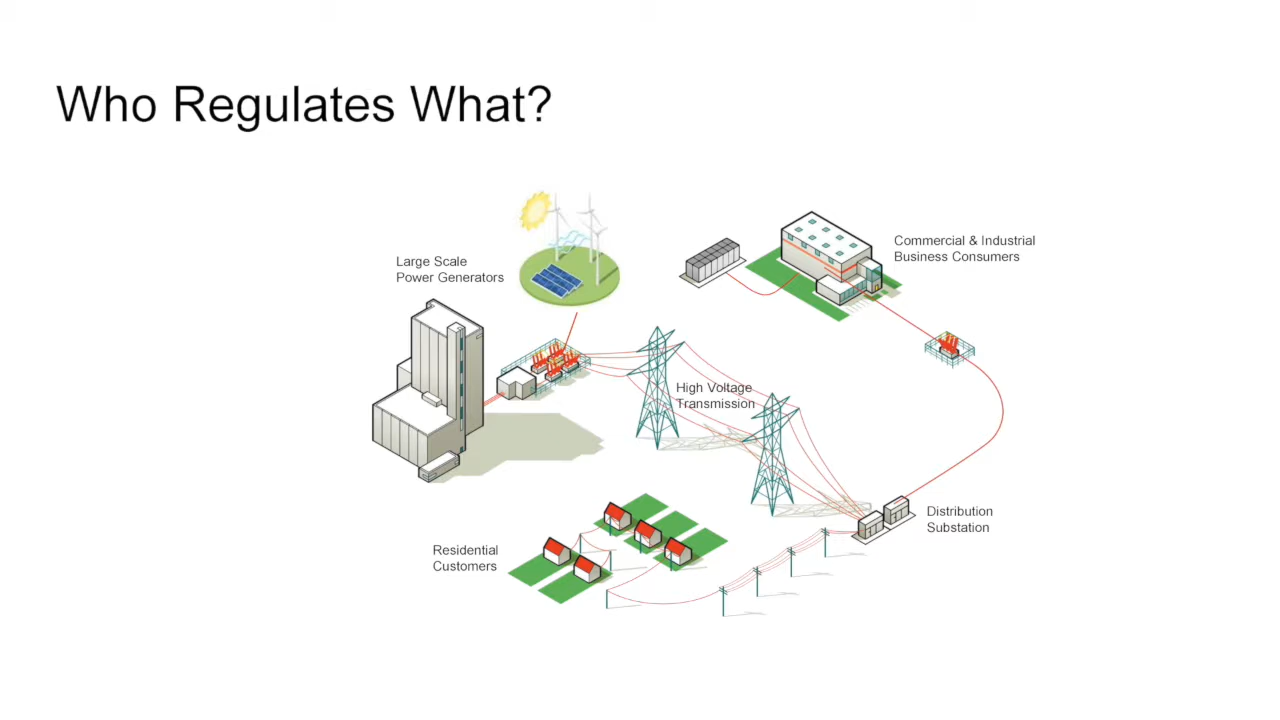 Who Regulates What?
Large Scale
Power Generators
Commercial & Industrial
Business Consumers
High Voltage
Transmission
Distribution
Substation
Residential
Customers